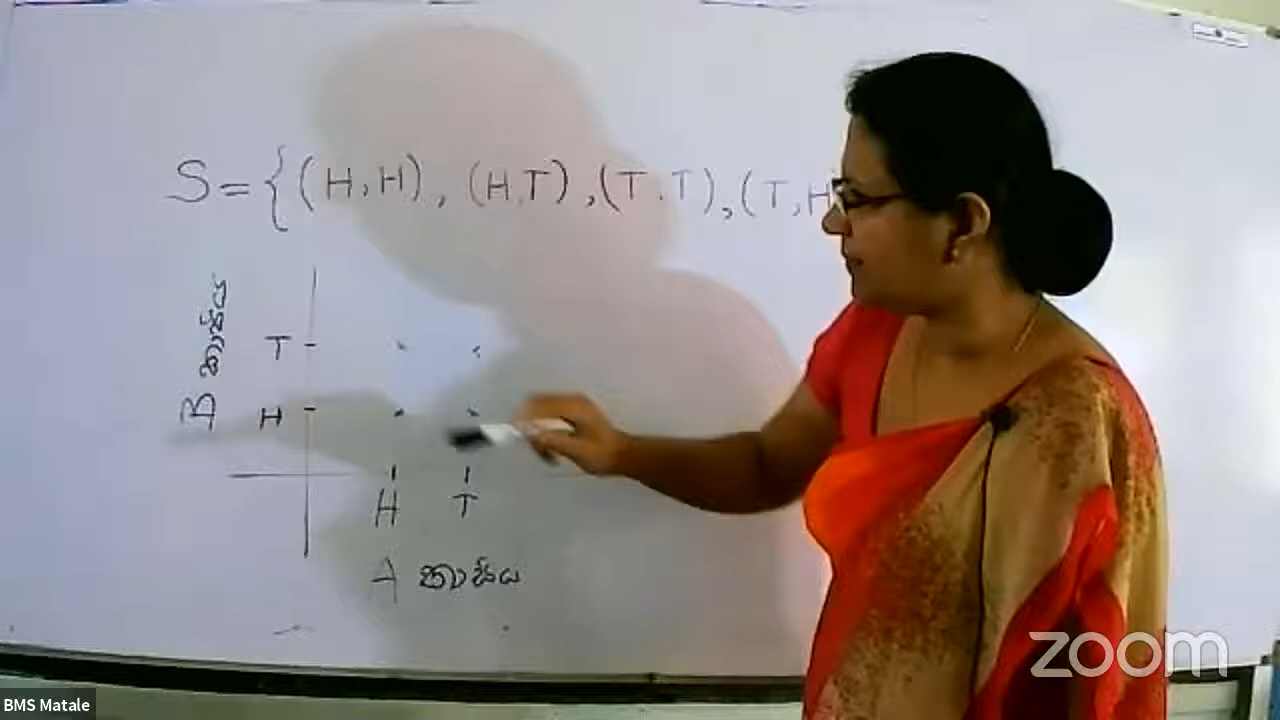 S = {(H,H), (H,T), (T,T), (T,H
B කාසිය
T
H
H T
A කාසිය
zoom
BMS Matale